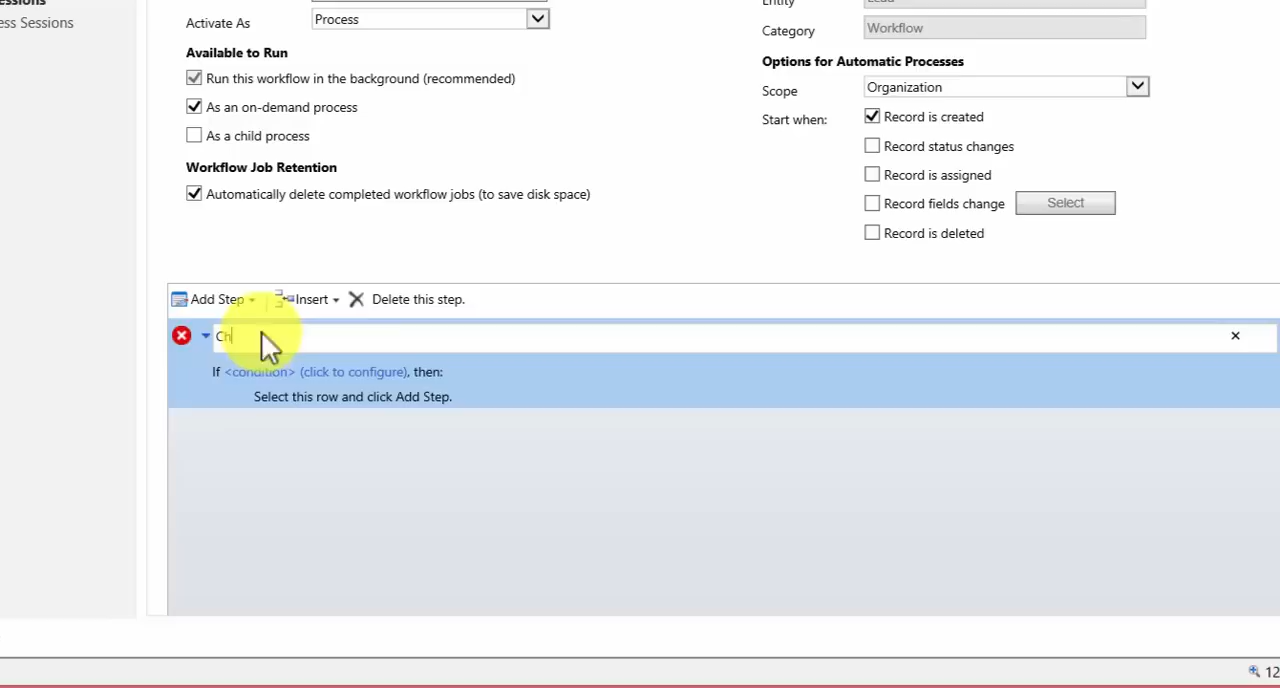 essions
ess Sessions
Activate As Process
Available to Run
Run this workflow in the background (recommended)
As an on-demand process
As a child process
Workflow Job Retention
Automatically delete completed workflow jobs (to save disk space)
Entity Lead
Category Workflow
Options for Automatic Processes
Scope Organization
Start when: Record is created
Record status changes
Record is assigned
Record fields change Select
Record is deleted
Add Step Insert Delete this step.
Ch
If <condition> (click to configure), then:
Select this row and click Add Step.
12